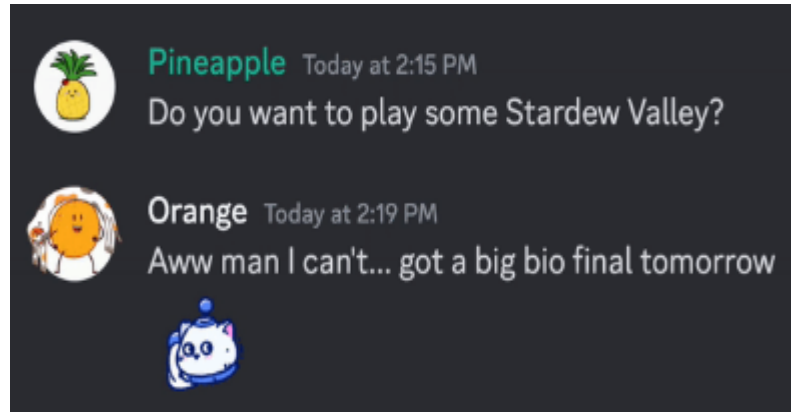 Pineapple Today at 2:15 PM
Do you want to play some Stardew Valley?
Orange Today at 2:19 PM
Aww man I can't... got a big bio final tomorrow